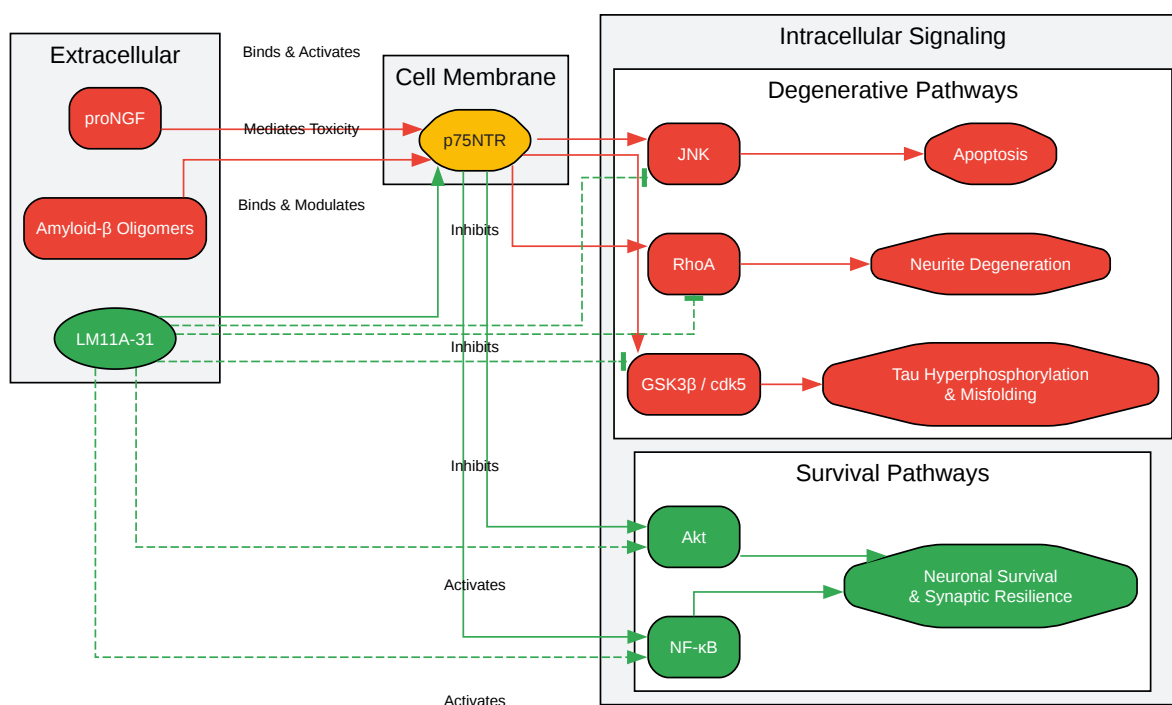 Intracellular Signaling
Extracellular
Binds & Activates
Cell Membrane
Degenerative Pathways
proNGF
Mediates Toxicity
p75NTR
JNK
Apoptosis
Amyloid-β Oligomers
Binds & Modulates
Inhibits
RhoA
Neurite Degeneration
LM11A-31
Inhibits
GSK3β / cdk5
Tau Hyperphosphorylation
& Misfolding
Inhibits
Survival Pathways
Akt
Activates
Neuronal Survival
& Synaptic Resilience
NF-κB
Activates